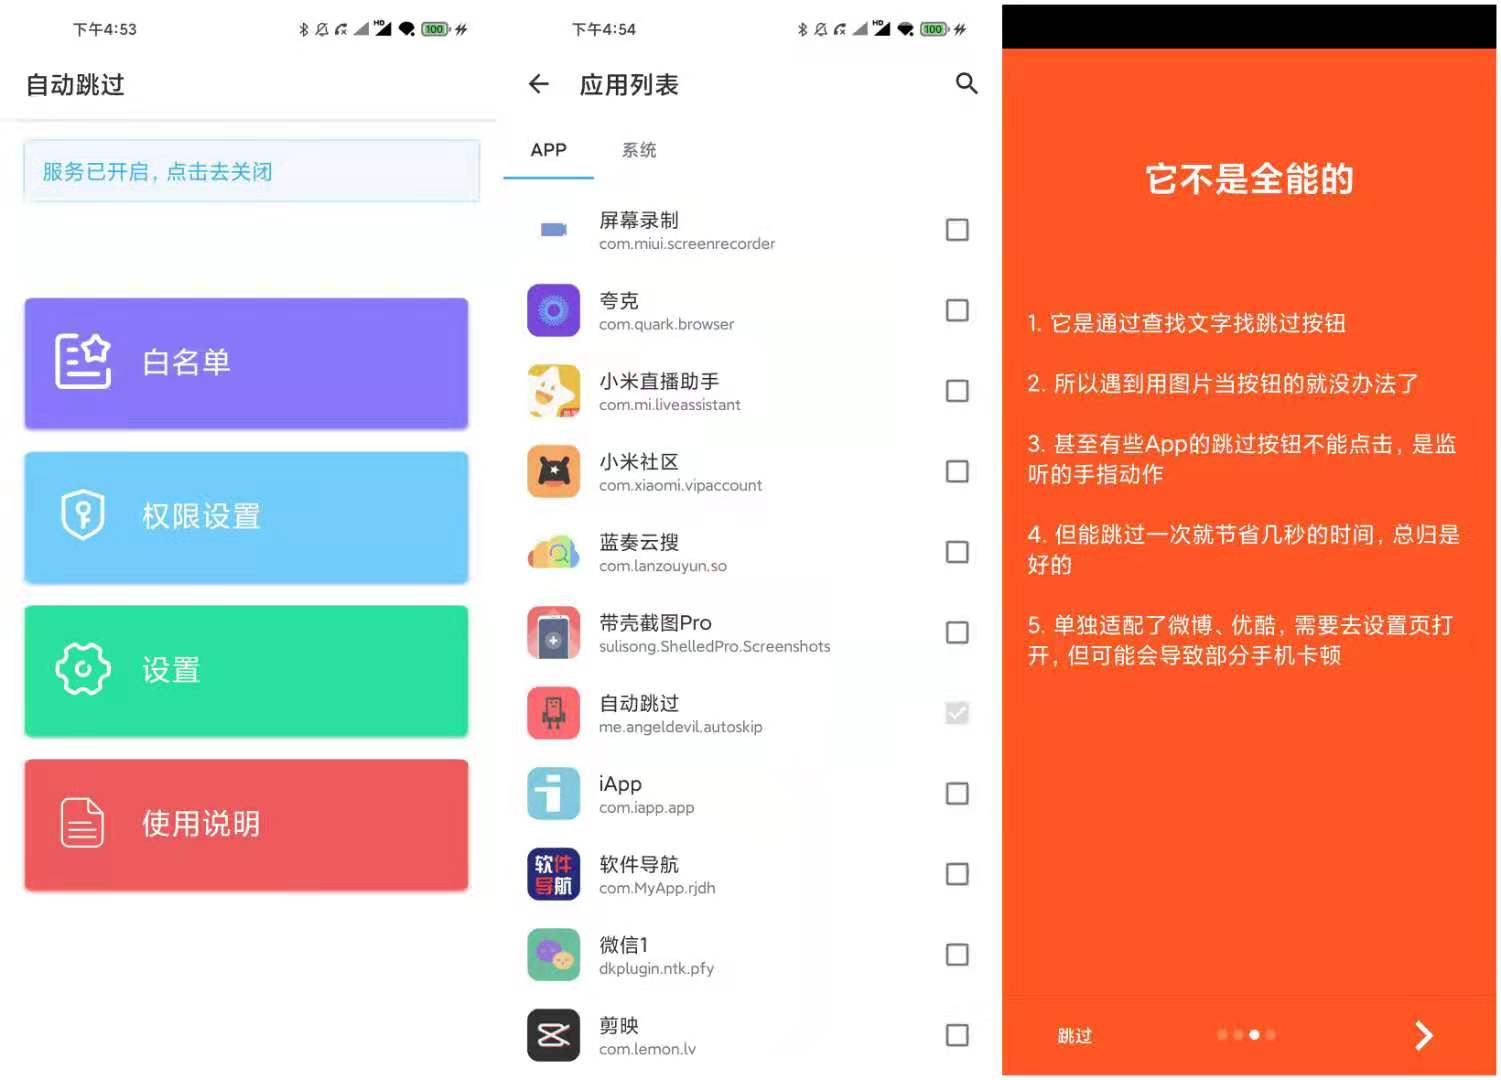 下午4:53
HD
100
自动跳过
服务已开启, 点击去关闭
白名单
权限设置
设置
使用说明
下午4:54
HD
100
应用列表
APP
系统
屏幕录制
com.miui.screenrecorder
夸克
com.quark.browser
小米直播助手
com.mi.liveassistant
小米社区
com.xiaomi.vipaccount
蓝奏云搜
com.lanzouyun.so
带壳截图Pro
sulisong.ShelledPro.Screenshots
自动跳过
me.angeldevil.autoskip
iApp
com.iapp.app
软件
导航
软件导航
com.MyApp.rjdh
微信1
dkplugin.ntk.pfy
剪映
com.lemon.lv
它不是全能的
1. 它是通过查找文字找跳过按钮
2. 所以遇到用图片当按钮的就没办法了
3. 甚至有些App的跳过按钮不能点击, 是监
听的手指动作
4. 但能跳过一次就节省几秒的时间, 总归是
好的
5. 单独适配了微博、优酷, 需要去设置页打
开, 但可能会导致部分手机卡顿
跳过